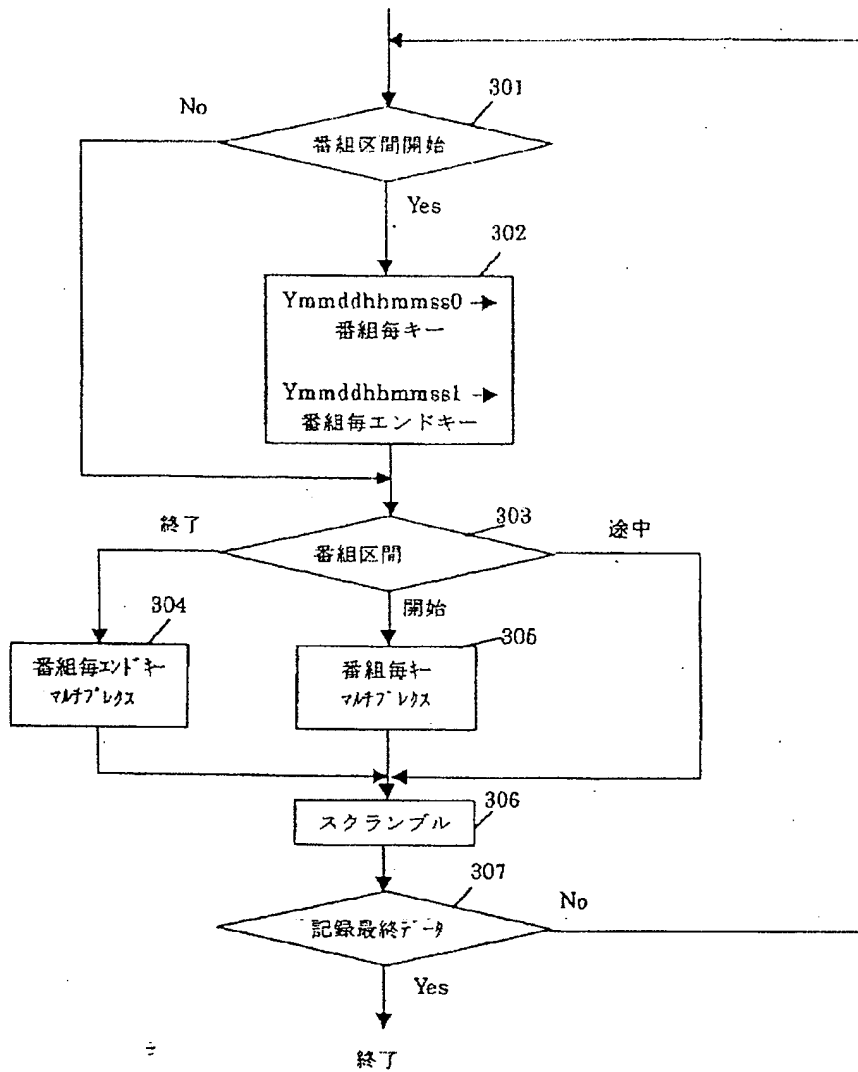 301
No
番組区間開始
Yes
302
Ymmddhhmmss0 →
番組毎キー
Ymmddhhmmss1 →
番組毎エンドキー
303
終了
途中
番組区間
開始
304
305
番組毎エンドキー
マルチプレクス
番組毎キー
マルチプレクス
306
スクランブル
307
No
記録最終データ
Yes
終了